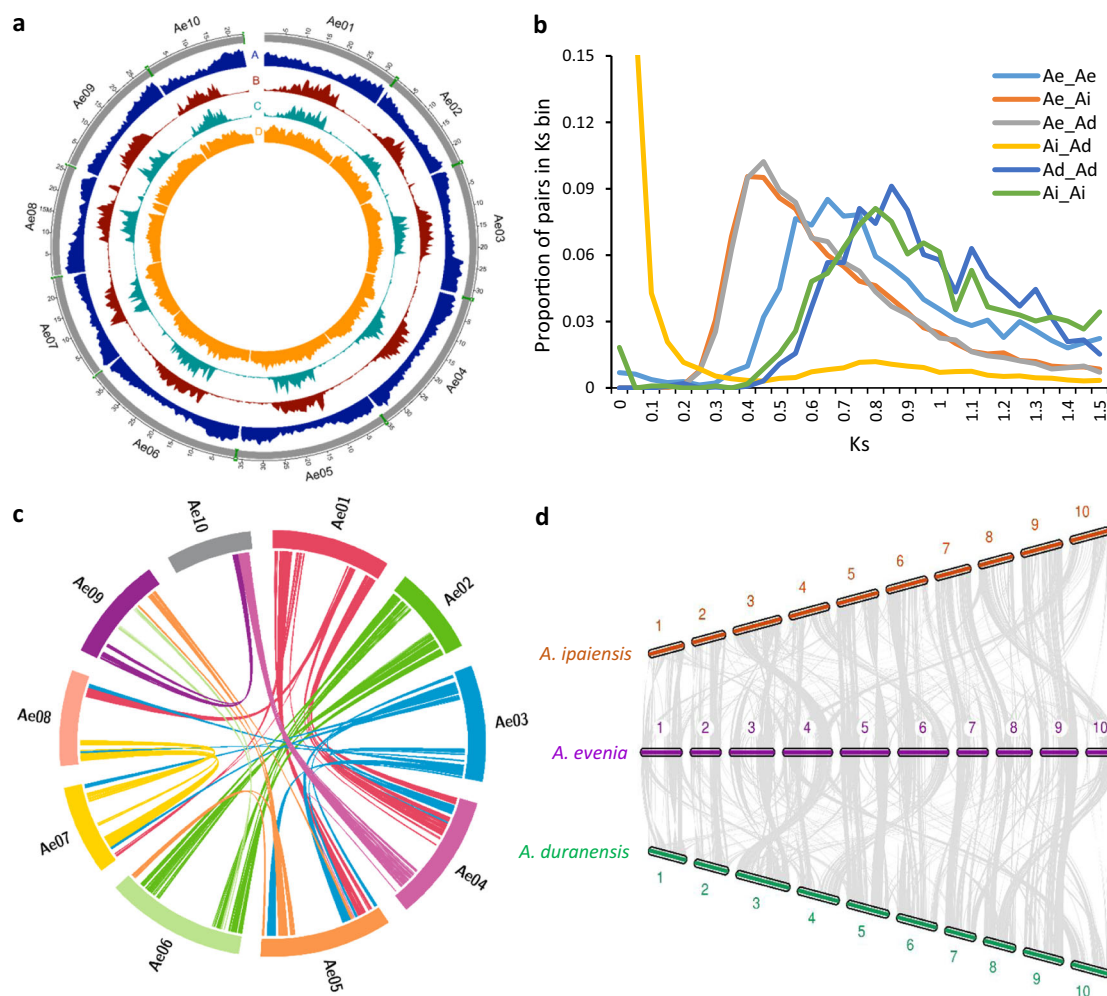 a
Ae10
Ae01
Ae09
Ae02
Ae08
Ae03
Ae07
Ae04
Ae06
Ae05
A
B
C
D
b
0.15
0.12
0.09
0.06
0.03
0
Proportion of pairs in Ks bin
0 0.1 0.2 0.3 0.4 0.5 0.6 0.7 0.8 0.9 1 1.1 1.2 1.3 1.4 1.5
Ks
Ae_Ae
Ae_Ai
Ae_Ad
Ai_Ad
Ad_Ad
Ai_Ai
c
Ae10
Ae01
Ae09
Ae02
Ae08
Ae03
Ae07
Ae04
Ae06
Ae05
d
1 2 3 4 5 6 7 8 9 10
A. ipaiensis
1 2 3 4 5 6 7 8 9 10
A. evenia
A. duranensis
1 2 3 4 5 6 7 8 9 10